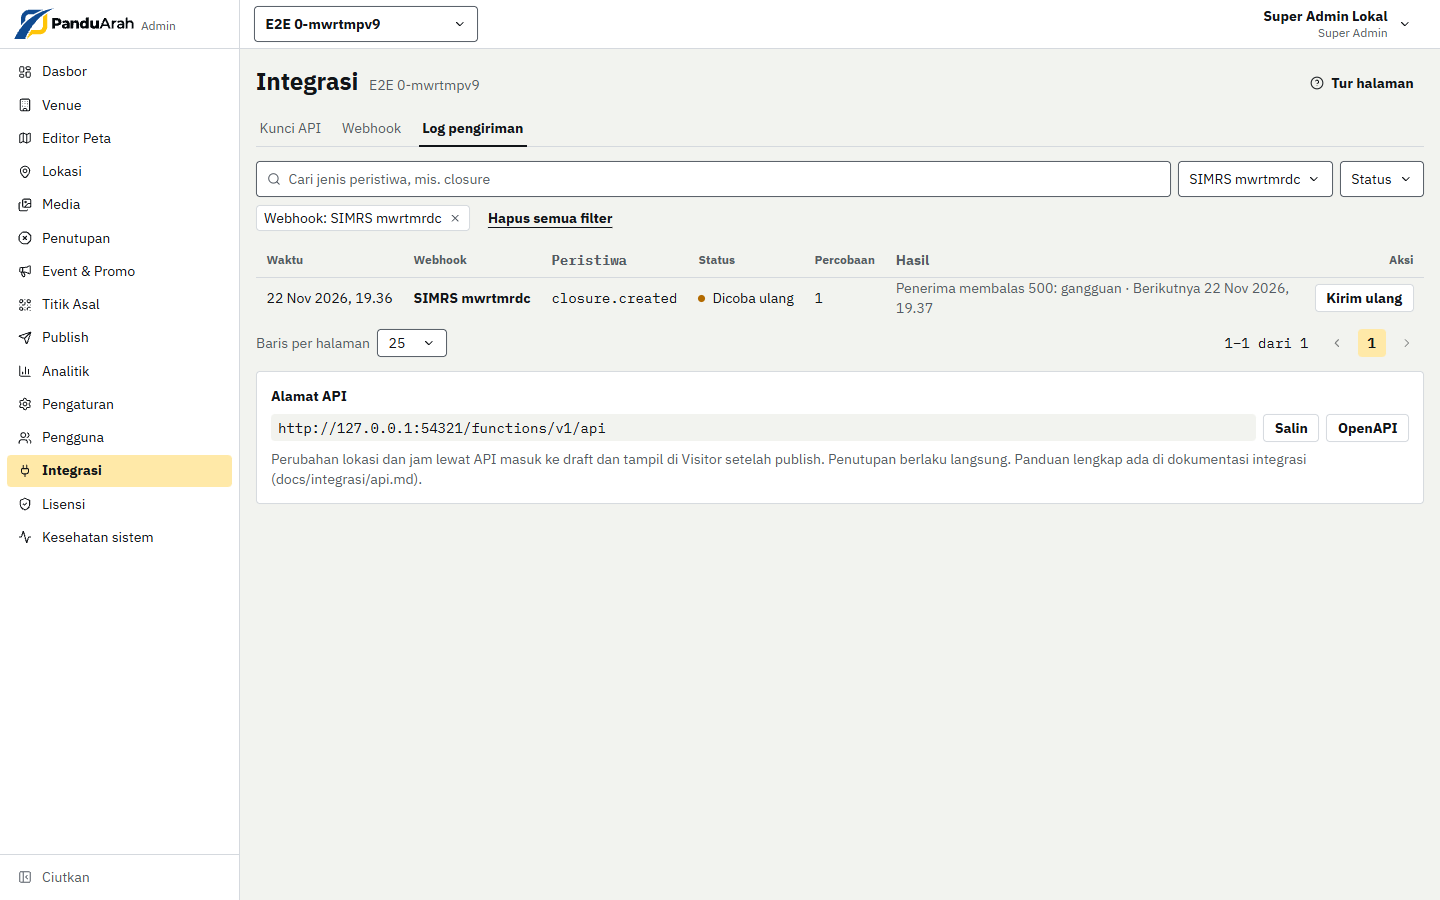 PanduArah Admin
E2E 0-mwrtmpv9
Super Admin Lokal
Super Admin
Dasbor
Venue
Editor Peta
Lokasi
Media
Penutupan
Event & Promo
Titik Asal
Publish
Analitik
Pengaturan
Pengguna
Integrasi
Lisensi
Kesehatan sistem
Ciutkan
Integrasi E2E 0-mwrtmpv9
Tur halaman
Kunci API Webhook Log pengiriman
Cari jenis peristiwa, mis. closure
SIMRS mwrtmrdc
Status
Webhook: SIMRS mwrtmrdc ×
Hapus semua filter
Waktu Webhook Peristiwa Status Percobaan Hasil Aksi
22 Nov 2026, 19.36 SIMRS mwrtmrdc closure.created Dicoba ulang 1 Penerima membalas 500: gangguan · Berikutnya 22 Nov 2026,
19.37
Kirim ulang
Baris per halaman 25
1–1 dari 1 1
Alamat API
http://127.0.0.1:54321/functions/v1/api
Salin
OpenAPI
Perubahan lokasi dan jam lewat API masuk ke draft dan tampil di Visitor setelah publish. Penutupan berlaku langsung. Panduan lengkap ada di dokumentasi integrasi
(docs/integrasi/api.md).